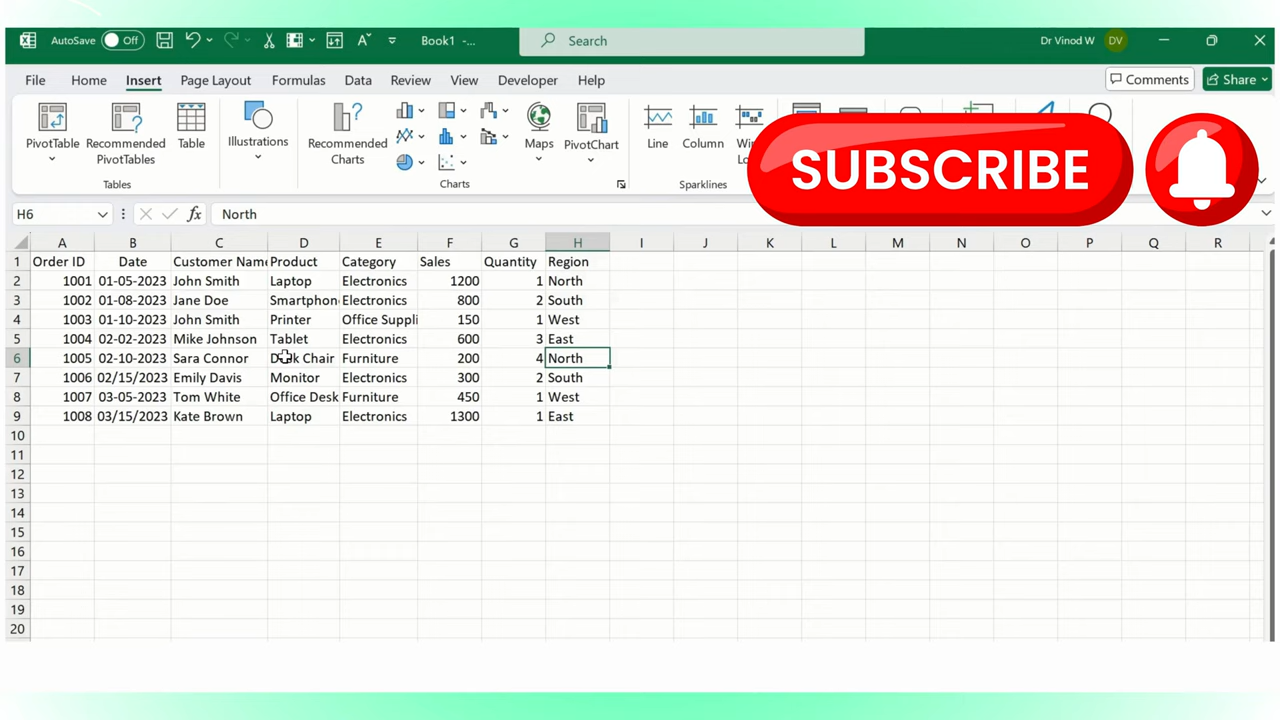 AutoSave Off Book1 -... Search Dr Vinod W DV
File Home Insert Page Layout Formulas Data Review View Developer Help Comments Share
PivotTable Recommended PivotTables Table Illustrations Recommended Charts Maps PivotChart Line Column
Tables Charts Sparklines
SUBSCRIBE
H6 fx North
A B C D E F G H I J K L M N O P Q R
1 Order ID Date Customer Name Product Category Sales Quantity Region
2 1001 01-05-2023 John Smith Laptop Electronics 1200 1 North
3 1002 01-08-2023 Jane Doe Smartphon Electronics 800 2 South
4 1003 01-10-2023 John Smith Printer Office Suppli 150 1 West
5 1004 02-02-2023 Mike Johnson Tablet Electronics 600 3 East
6 1005 02-10-2023 Sara Connor Desk Chair Furniture 200 4 North
7 1006 02/15/2023 Emily Davis Monitor Electronics 300 2 South
8 1007 03-05-2023 Tom White Office Desk Furniture 450 1 West
9 1008 03/15/2023 Kate Brown Laptop Electronics 1300 1 East
10
11
12
13
14
15
16
17
18
19
20